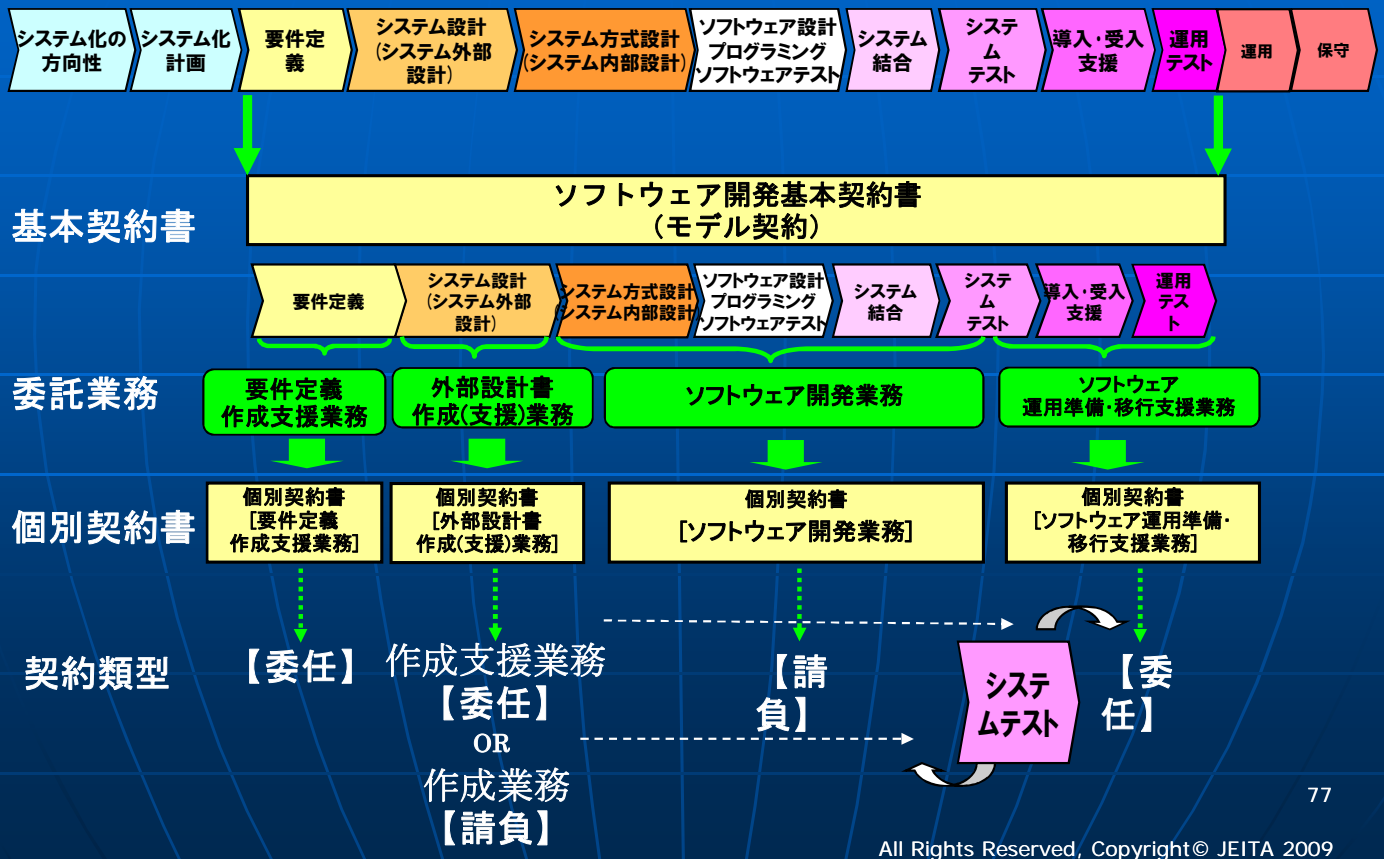 システム化の
方向性
システム化
計画
要件定
義
システム設計
(システム外部
設計)
システム方式設計
(システム内部設計)
ソフトウェア設計
プログラミング
ソフトウェアテスト
システム
結合
システ
ム
テスト
導入・受入
支援
運用
テスト
運用
保守
基本契約書
ソフトウェア開発基本契約書
(モデル契約)
要件定義
システム設計
(システム外部
設計)
システム方式設計
(システム内部設計
ソフトウェア設計
プログラミング
ソフトウェアテスト
システム
結合
システ
ム
テスト
導入・受入
支援
運用
テス
ト
委託業務
要件定義
作成支援業務
外部設計書
作成(支援)業務
ソフトウェア開発業務
ソフトウェア
運用準備・移行支援業務
個別契約書
個別契約書
[要件定義
作成支援業務]
個別契約書
[外部設計書
作成(支援)業務]
個別契約書
[ソフトウェア開発業務]
個別契約書
[ソフトウェア運用準備・
移行支援業務]
契約類型
【委任】
作成支援業務
【委任】
OR
作成業務
【請負】
【請
負】
システ
ムテスト
【委
任】
77
All Rights Reserved, Copyright© JEITA 2009